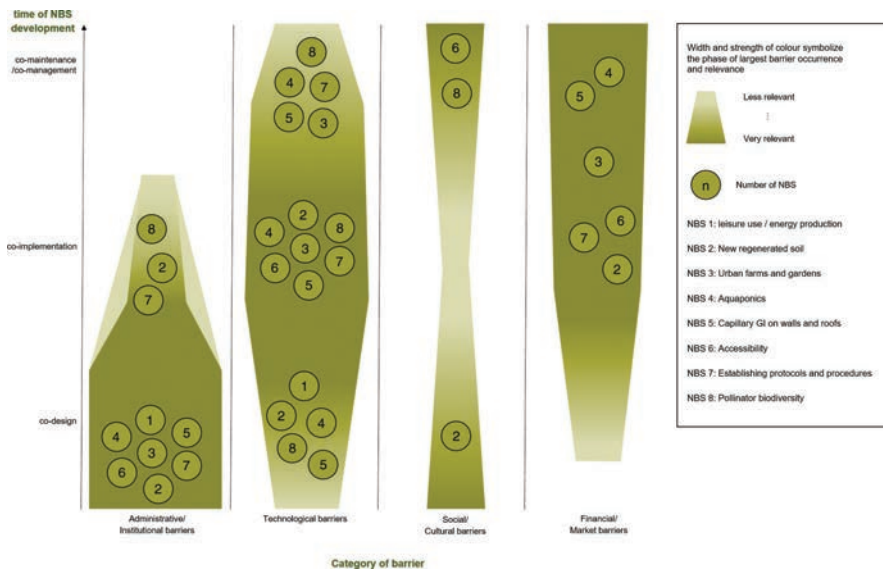 time of NBS
development
co-maintenance
/co-management
co-implementation
co-design
8
2
7
1
4
5
3
6
7
2
Administrative/
Institutional barriers
8
4
7
5
3
2
4
8
3
6
7
5
1
2
4
8
5
Technological barriers
6
8
2
Social/
Cultural barriers
4
5
3
6
7
2
Financial/
Market barriers
Category of barrier
Width and strength of colour symbolize
the phase of largest barrier occurrence
and relevance
Less relevant
Very relevant
n
Number of NBS
NBS 1: leisure use / energy production
NBS 2: New regenerated soil
NBS 3: Urban farms and gardens
NBS 4: Aquaponics
NBS 5: Capillary GI on walls and roofs
NBS 6: Accessibility
NBS 7: Establishing protocols and procedures
NBS 8: Pollinator biodiversity